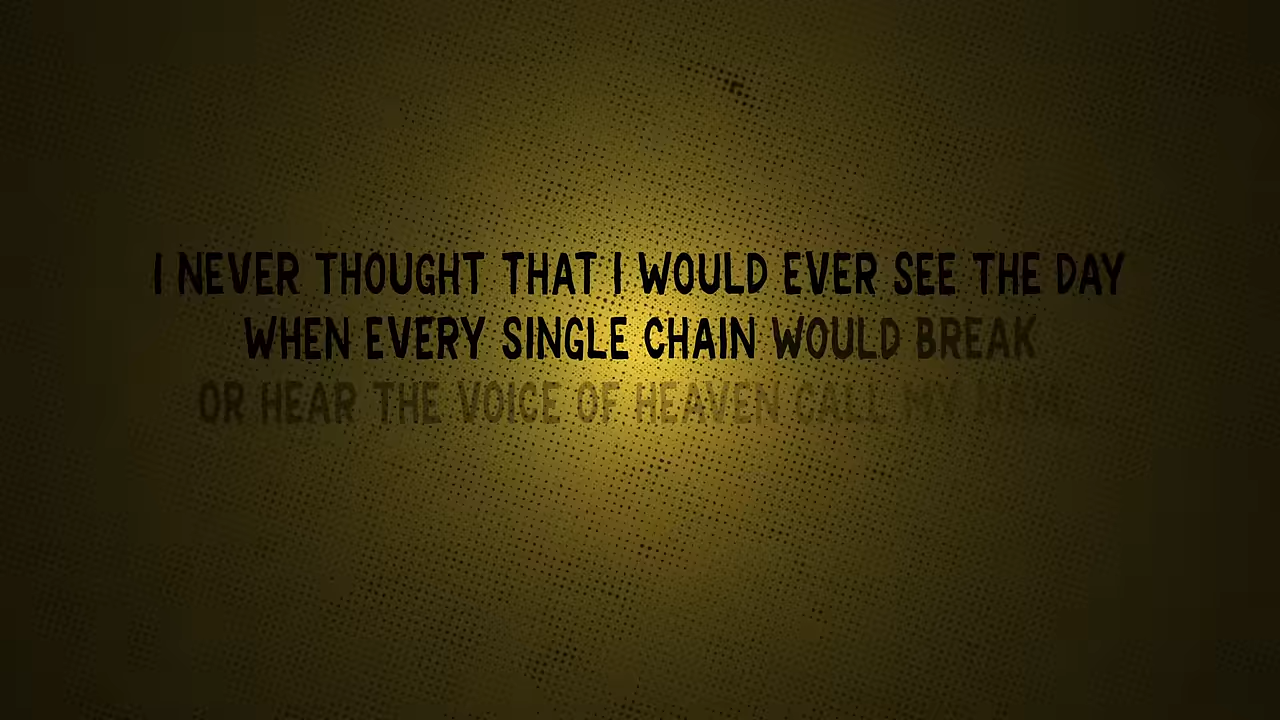 I NEVER THOUGHT THAT I WOULD EVER SEE THE DAY
WHEN EVERY SINGLE CHAIN WOULD BREAK
OR HEAR THE VOICE OF HEAVEN CALL MY